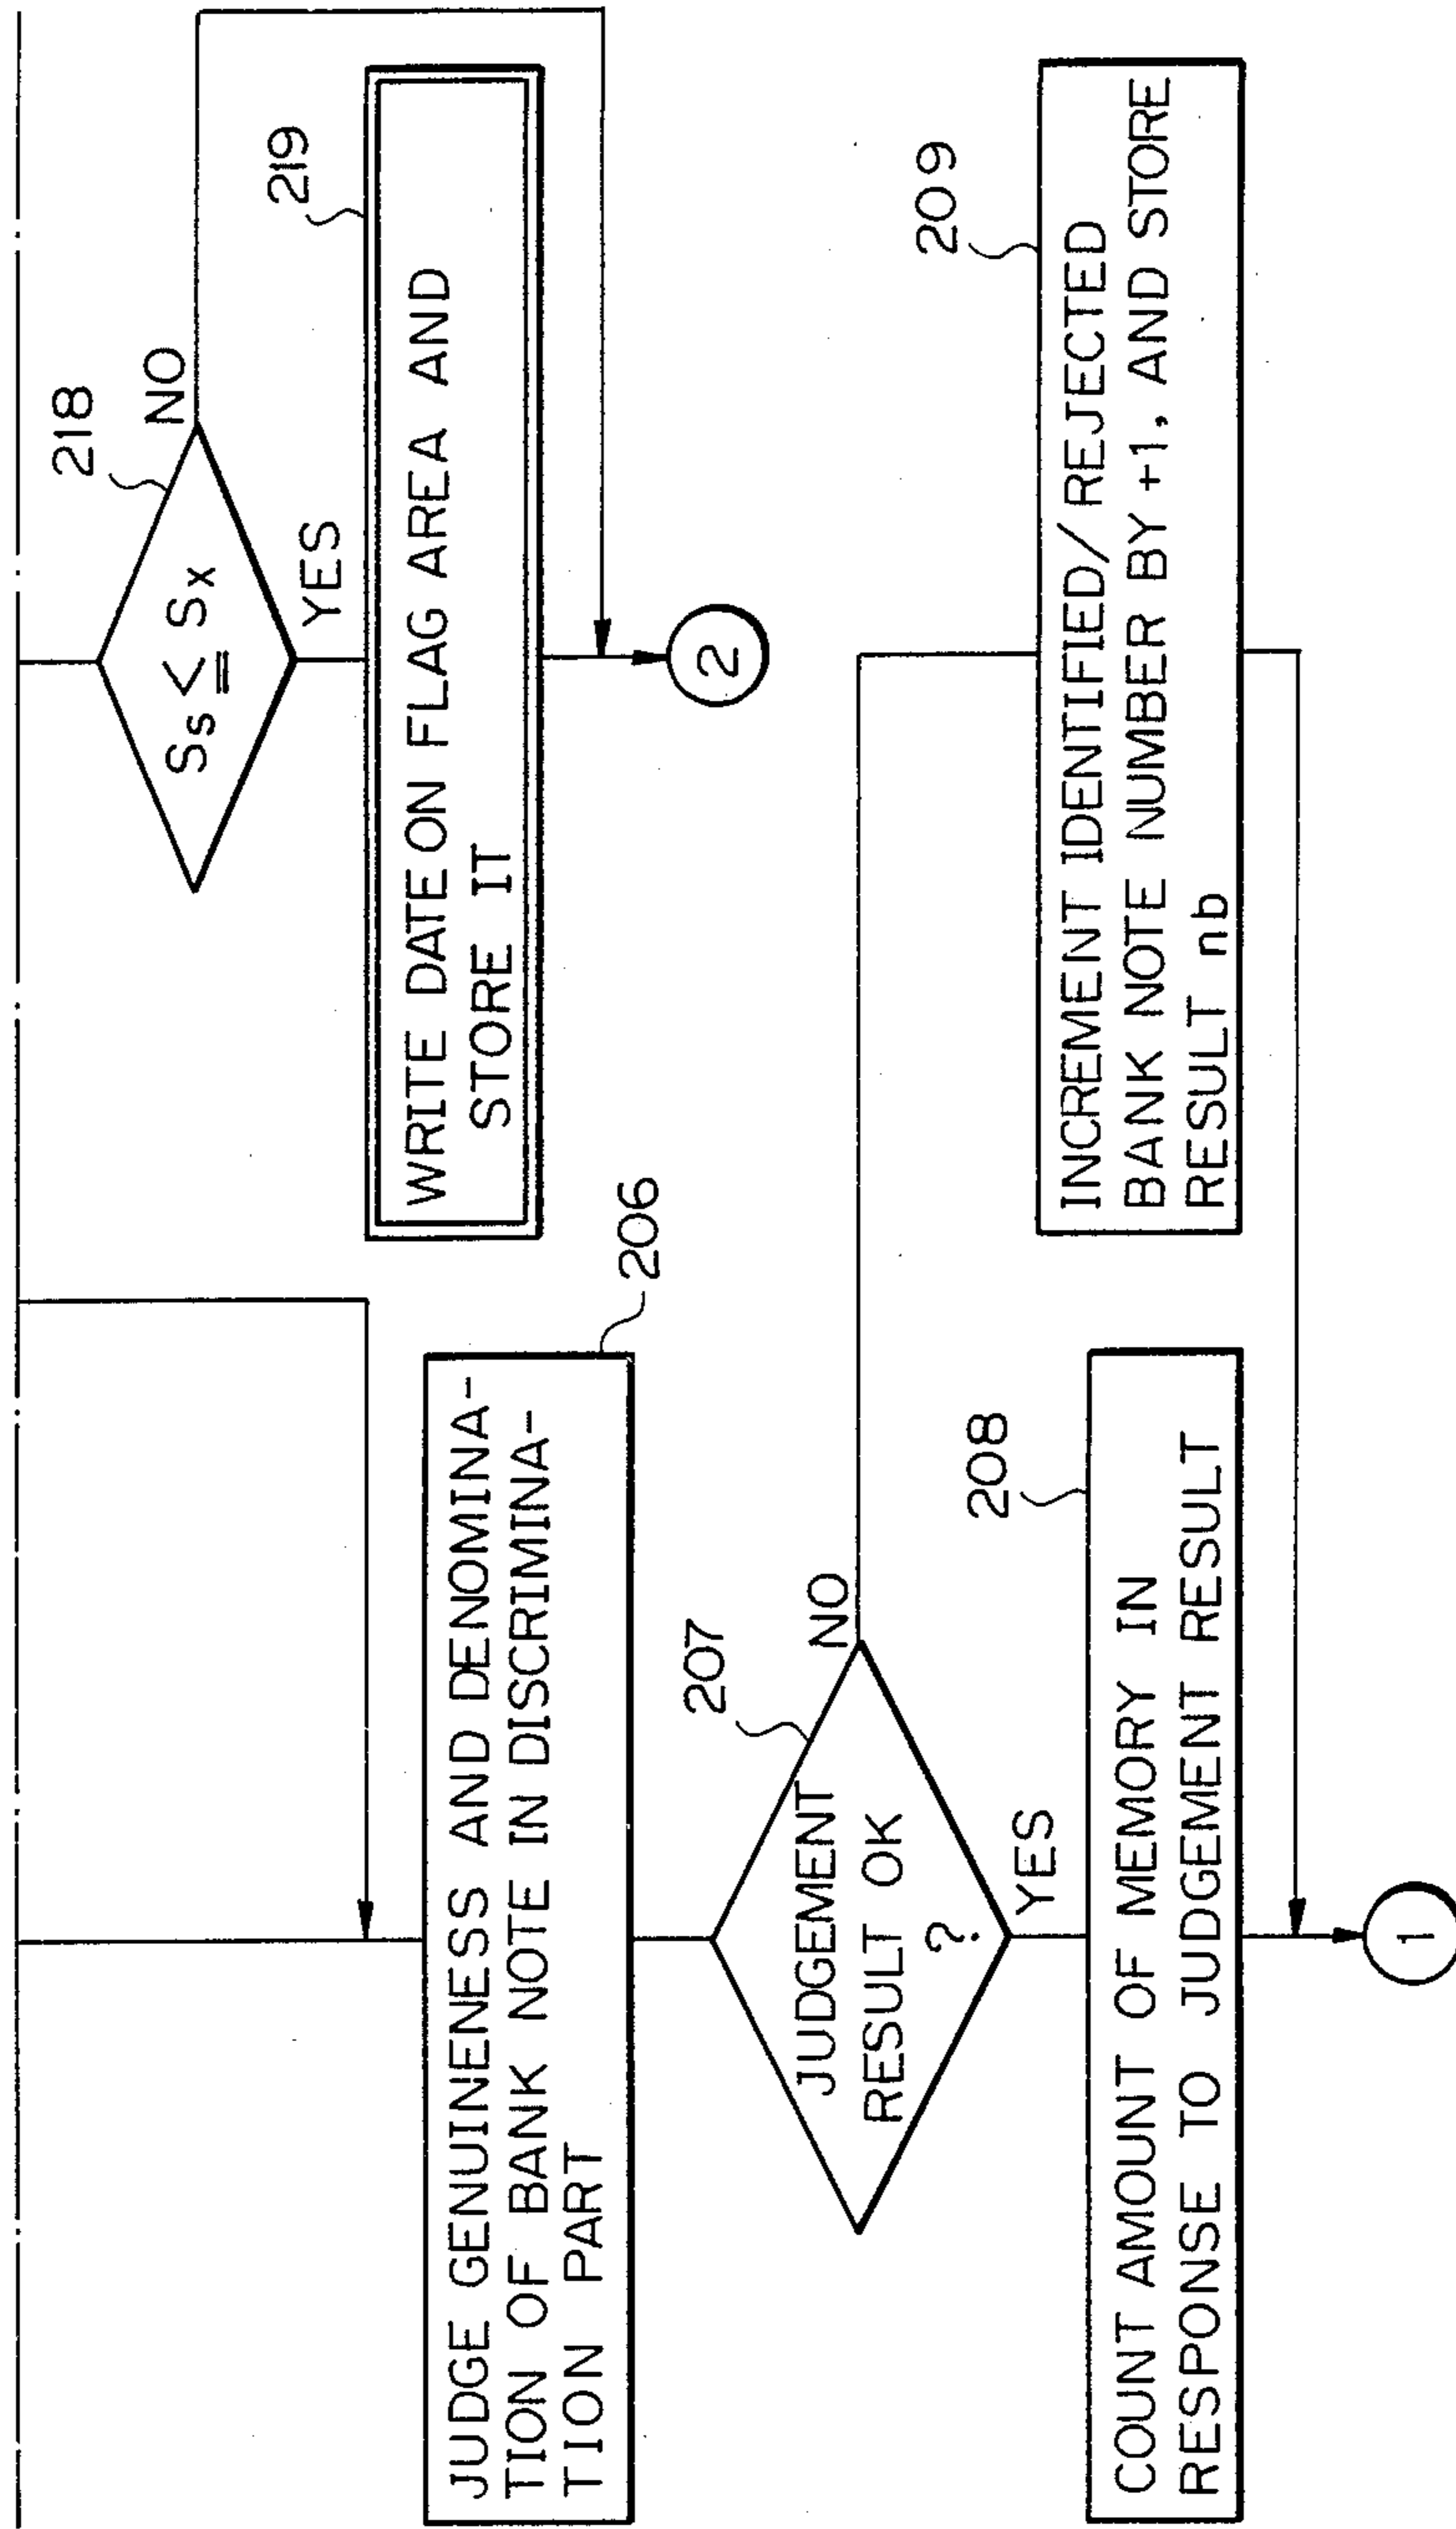 206
JUDGE GENUINENESS AND DENOMINA-
TION OF BANK NOTE IN DISCRIMINA-
TION PART
207
JUDGEMENT
RESULT OK
?
NO
YES
208
COUNT AMOUNT OF MEMORY IN
RESPONSE TO JUDGEMENT RESULT
1
218
Ss ≦ Sx
NO
YES
219
WRITE DATE ON FLAG AREA AND
STORE IT
2
209
INCREMENT IDENTIFIED/REJECTED
BANK NOTE NUMBER BY +1, AND STORE
RESULT nb